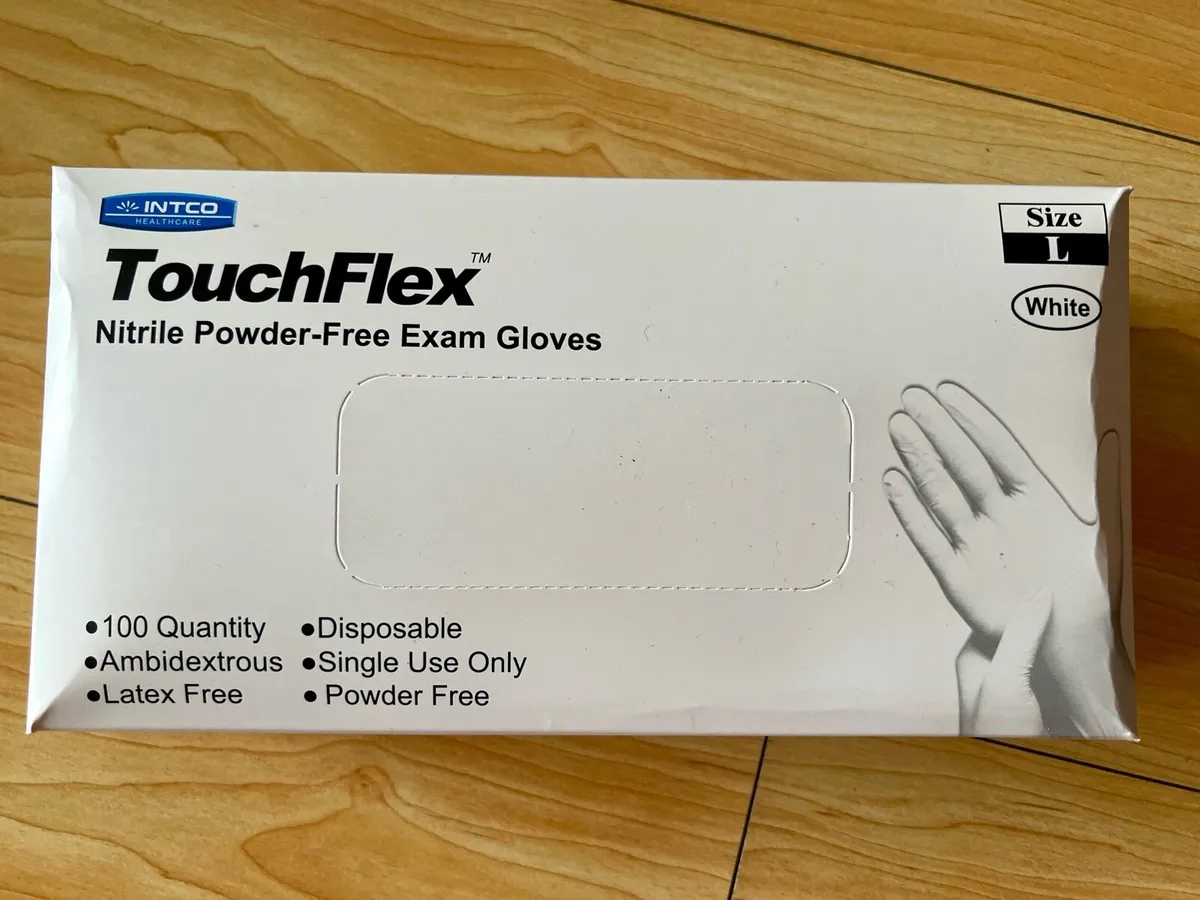 INTCO
HEALTHCARE
TouchFlex™
Nitrile Powder-Free Exam Gloves
Size
L
White
•100 Quantity •Disposable
•Ambidextrous •Single Use Only
•Latex Free • Powder Free